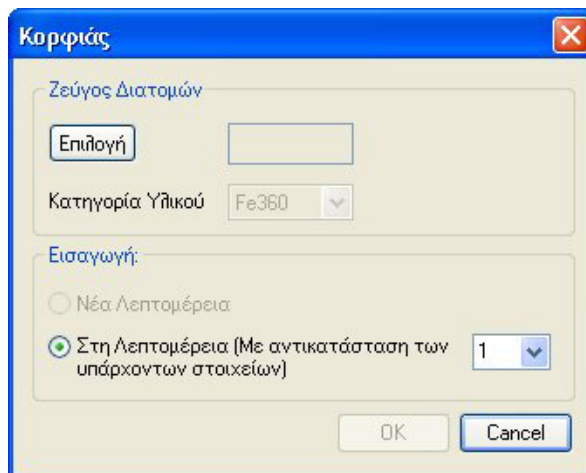 Κορφιάς
Ζεύγος Διατομών
Επιλογή
Κατηγορία Υλικού Fe360
Εισαγωγή:
Νέα Λεπτομέρεια
Στη Λεπτομέρεια (Με αντικατάσταση των 1
υπάρχοντων στοιχείων)
OK Cancel